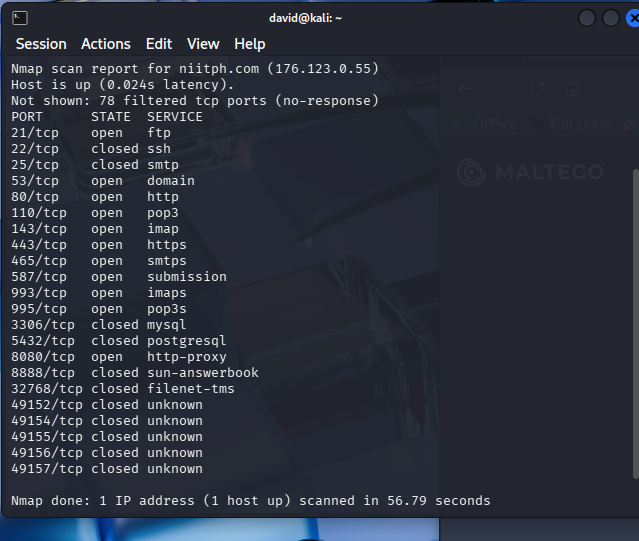 david@kali: ~
Session Actions Edit View Help
Nmap scan report for niitph.com (176.123.0.55)
Host is up (0.024s latency).
Not shown: 78 filtered tcp ports (no-response)
PORT STATE SERVICE
21/tcp open ftp
22/tcp closed ssh
25/tcp closed smtp
53/tcp open domain
80/tcp open http
110/tcp open pop3
143/tcp open imap
443/tcp open https
465/tcp open smtps
587/tcp open submission
993/tcp open imaps
995/tcp open pop3s
3306/tcp closed mysql
5432/tcp closed postgresql
8080/tcp open http-proxy
8888/tcp closed sun-answerbook
32768/tcp closed filenet-tms
49152/tcp closed unknown
49154/tcp closed unknown
49155/tcp closed unknown
49156/tcp closed unknown
49157/tcp closed unknown
Nmap done: 1 IP address (1 host up) scanned in 56.79 seconds
OffSec Kali Linux
MALTEGO